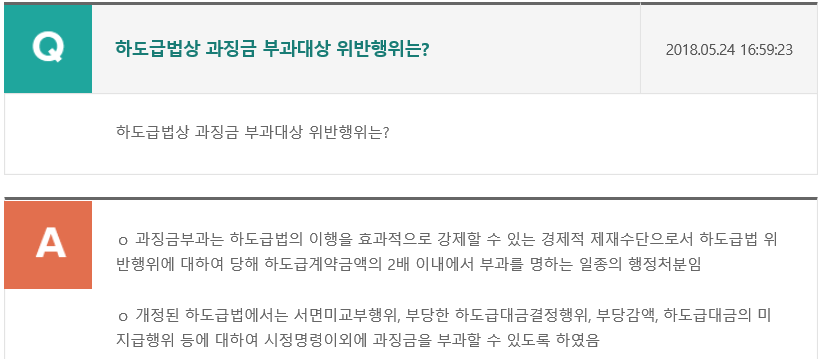 Q
하도급법상 과징금 부과대상 위반행위는?
2018.05.24 16:59:23
하도급법상 과징금 부과대상 위반행위는?
A
ο 과징금부과는 하도급법의 이행을 효과적으로 강제할 수 있는 경제적 제재수단으로서 하도급법 위
반행위에 대하여 당해 하도급계약금액의 2배 이내에서 부과를 명하는 일종의 행정처분임
ο 개정된 하도급법에서는 서면미교부행위, 부당한 하도급대금결정행위, 부당감액, 하도급대금의 미
지급행위 등에 대하여 시정명령이외에 과징금을 부과할 수 있도록 하였음